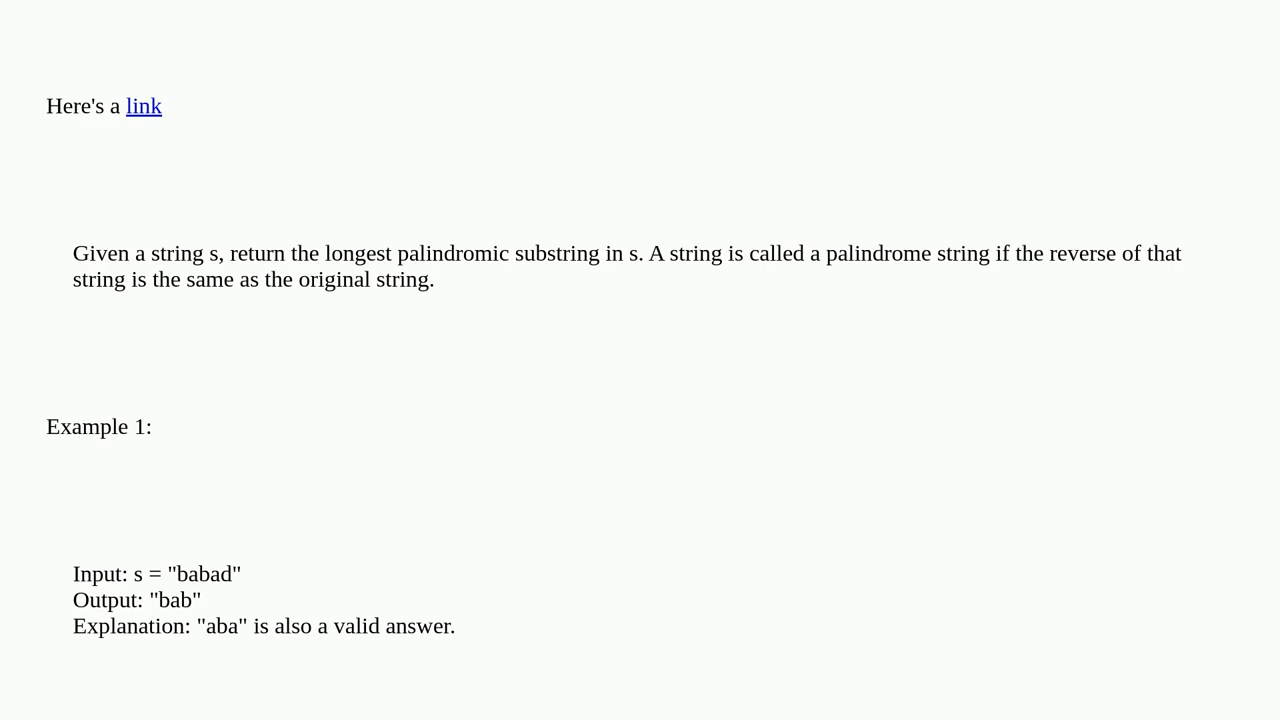 Here's a link
Given a string s, return the longest palindromic substring in s. A string is called a palindrome string if the reverse of that
string is the same as the original string.
Example 1:
Input: s = "babad"
Output: "bab"
Explanation: "aba" is also a valid answer.